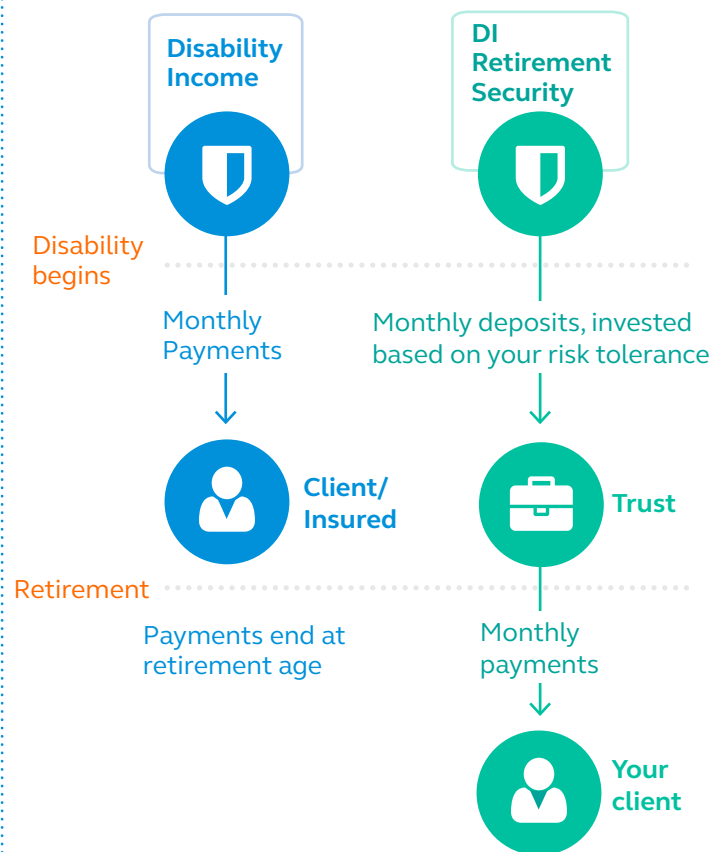 Disability
Income
DI
Retirement
Security
Disability
begins
Monthly
Payments
Monthly deposits, invested
based on your risk tolerance
Client/
Insured
Trust
Retirement
Payments end at
retirement age
Monthly
payments
Your
client